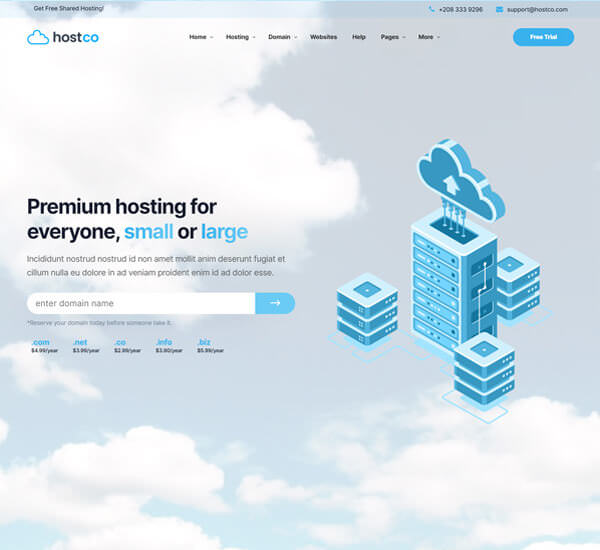 Get Free Shared Hosting!
+208 333 9296
support@hostco.com
hostco
Home
Hosting
Domain
Websites
Help
Pages
More
Free Trial
Premium hosting for
everyone, small or large
Incididunt nostrud nostrud id non amet mollit anim deserunt fugiat et
cillum nulla eu dolore in ad veniam proident enim id ad dolor esse.
enter domain name
*Reserve your domain today before someone take it.
.com .net .co .info .biz
$4.99/year $3.99/year $2.99/year $3.90/year $5.99/year